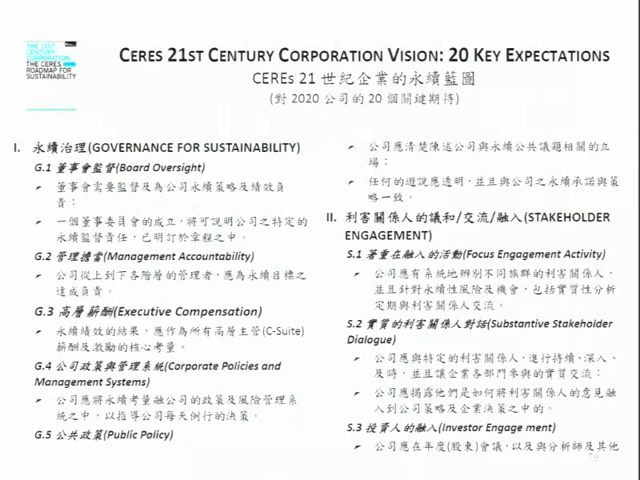 THE 21ST
CENTURY
CORPORATION:
THE CERES
ROADMAP FOR
SUSTAINABILITY
CERES 21ST CENTURY CORPORATION VISION: 20 KEY EXPECTATIONS
CEREs 21 世紀企業的永續藍圖
(對 2020 公司的 20 個關鍵期待)
I. 永續治理(GOVERNANCE FOR SUSTAINABILITY)
G.1 董事會監督(Board Oversight)
➢ 董事會需要監督及為公司永續策略及績效負
責：
➢ 一個董事委員會的成立，將可說明公司之特定的
永續監督責任，已明訂於章程之中。
G.2 管理擔當(Management Accountability)
➢ 公司從上到下各階層的管理者，應為永續目標之
達成負責。
G.3 高層薪酬(Executive Compensation)
➢ 永續績效的結果，應作為所有高層主管(C-Suite)
薪酬及激勵的核心考量。
G.4 公司政策與管理系統(Corporate Policies and
Management Systems)
➢ 公司應將永續考量融公司的政策及風險管理系
統之中，以指導公司每天例行的決策。
G.5 公共政策(Public Policy)
➢ 公司應清楚陳述公司與永續公共議題相關的立
場：
➢ 任何的遊說應透明，並且與公司之永續承諾與策
略一致。
II. 利害關係人的議和/交流/融入(STAKEHOLDER
ENGAGEMENT)
S.1 著重在融入的活動(Focus Engagement Activity)
➢ 公司應有系統地辨別不同族群的利害關係人，
並且針對永續性風險及機會，包括實質性分析
定期與利害關係人交流。
S.2 實質的利害關係人對話(Substantive Stakeholder
Dialogue)
➢ 公司應與特定的利害關係人，進行持續、深入、
及時，並且讓企業各部門參與的實質交流：
➢ 公司應揭露他們是如何將利害關係人的意見融
入到公司策略及企業決策之中的。
S.3 投資人的融入(Investor Engage ment)
➢ 公司應在年度(股東)會議，以及與分析師及其他
79